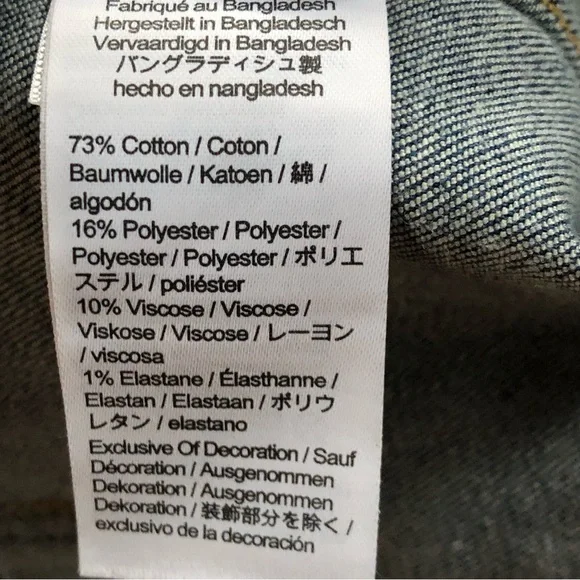 Fabriqué au Bangladesh
Hergestellt in Bangladesch
Vervaardigd in Bangladesh
バングラディシュ製
hecho en nangladesh
73% Cotton / Coton /
Baumwolle / Katoen / 綿 /
algodón
16% Polyester / Polyester /
Polyester / Polyester / ポリエ
ステル / poliéster
10% Viscose / Viscose /
Viskose / Viscose / レーヨン
/ viscosa
1% Elastane / Élasthanne /
Elastan / Elastaan / ポリウ
レタン / elastano
Exclusive Of Decoration / Sauf
Décoration / Ausgenommen
Dekoration / Ausgenommen
Dekoration / 装飾部分を除く /
exclusivo de la decoración